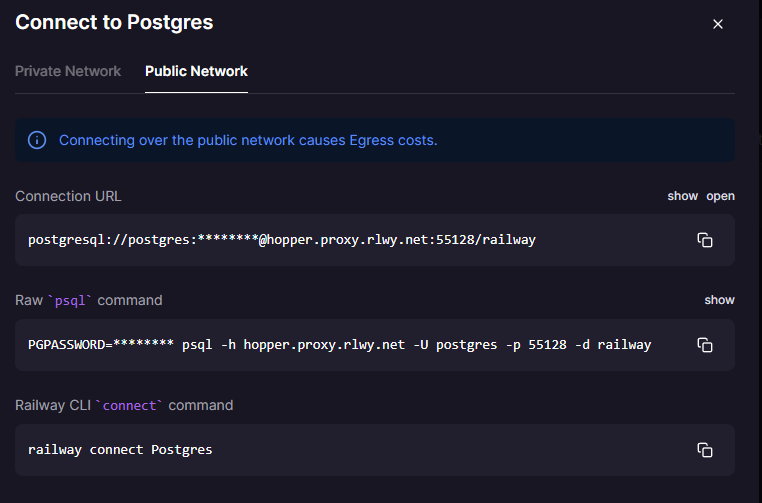 Connect to Postgres
Private Network Public Network
Connecting over the public network causes Egress costs.
Connection URL show open
postgresql://postgres:********@hopper.proxy.rlwy.net:55128/railway
Raw `psql` command show
PGPASSWORD=******** psql -h hopper.proxy.rlwy.net -U postgres -p 55128 -d railway
Railway CLI `connect` command
railway connect Postgres